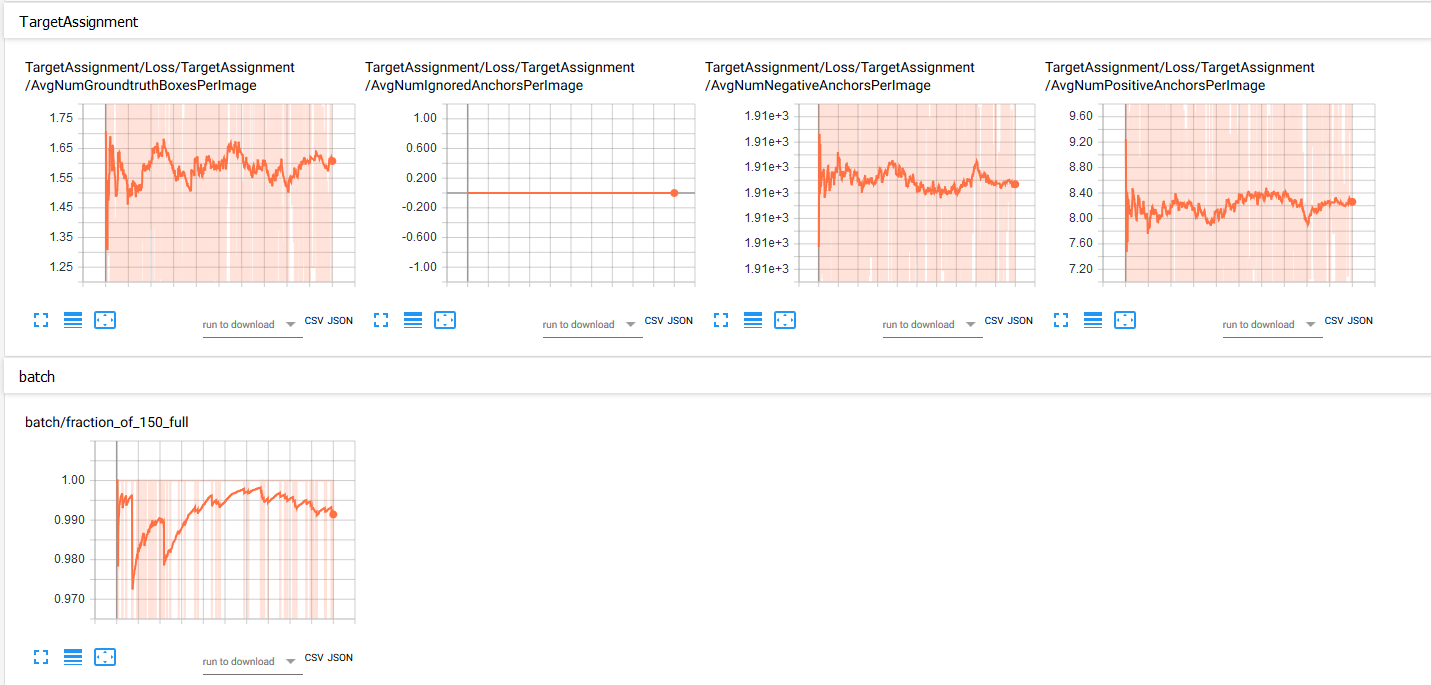 TargetAssignment
TargetAssignment/Loss/TargetAssignment
/AvgNumGroundtruthBoxesPerImage
1.75
1.65
1.55
1.45
1.35
1.25
run to download CSV JSON
TargetAssignment/Loss/TargetAssignment
/AvgNumIgnoredAnchorsPerImage
1.00
0.600
0.200
-0.200
-0.600
-1.00
run to download CSV JSON
TargetAssignment/Loss/TargetAssignment
/AvgNumNegativeAnchorsPerImage
1.91e+3
1.91e+3
1.91e+3
1.91e+3
1.91e+3
1.91e+3
1.91e+3
run to download CSV JSON
TargetAssignment/Loss/TargetAssignment
/AvgNumPositiveAnchorsPerImage
9.60
9.20
8.80
8.40
8.00
7.60
7.20
run to download CSV JSON
batch
batch/fraction_of_150_full
1.00
0.990
0.980
0.970
run to download CSV JSON